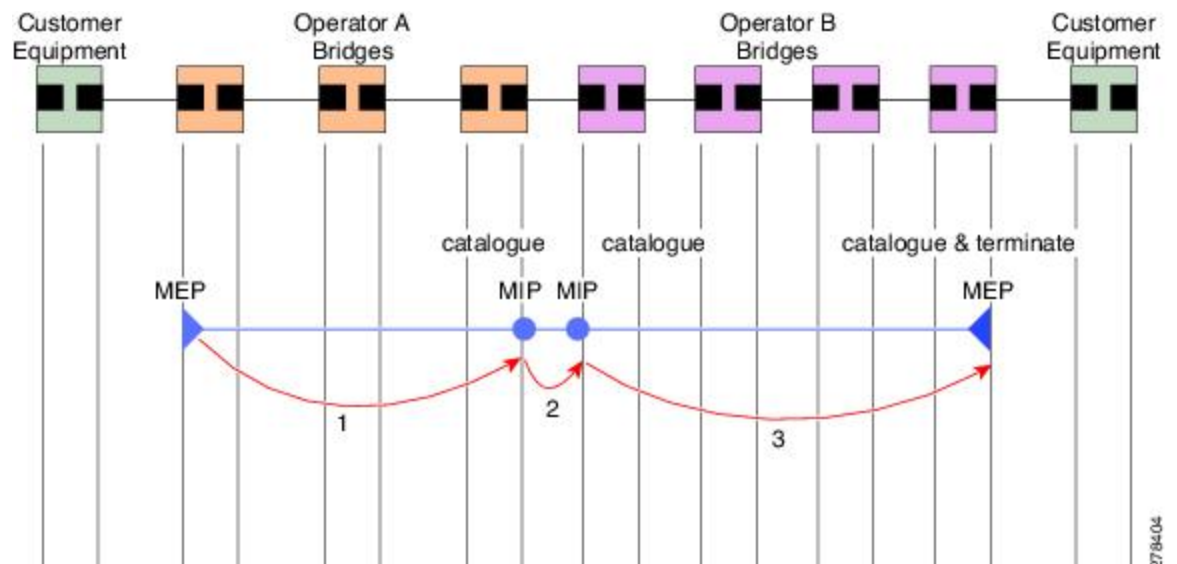 Customer
Equipment
Operator A
Bridges
Operator B
Bridges
Customer
Equipment
catalogue
catalogue
catalogue & terminate
MEP
MIP
MIP
MEP
1
2
3
278404